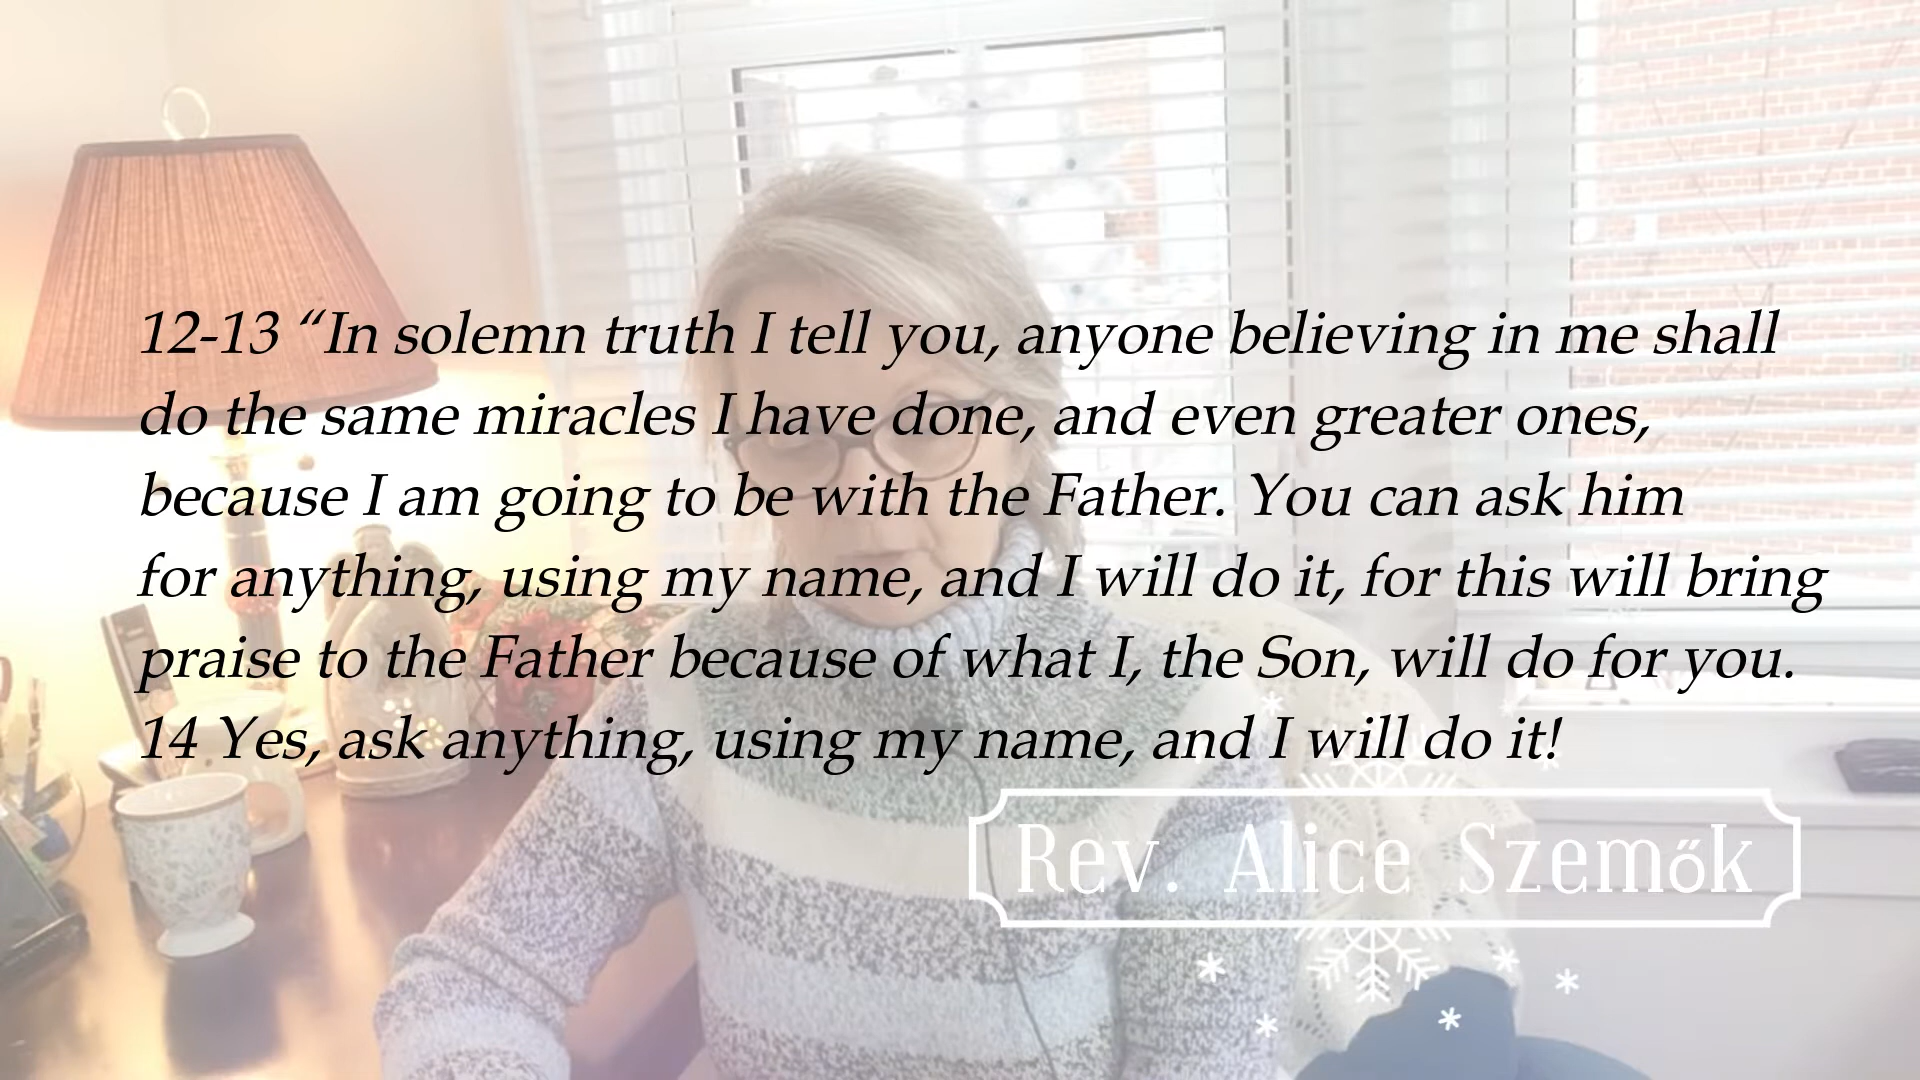 12-13 “In solemn truth I tell you, anyone believing in me shall
do the same miracles I have done, and even greater ones,
because I am going to be with the Father. You can ask him
for anything, using my name, and I will do it, for this will bring
praise to the Father because of what I, the Son, will do for you.
14 Yes, ask anything, using my name, and I will do it!
Rev. Alice Szemők